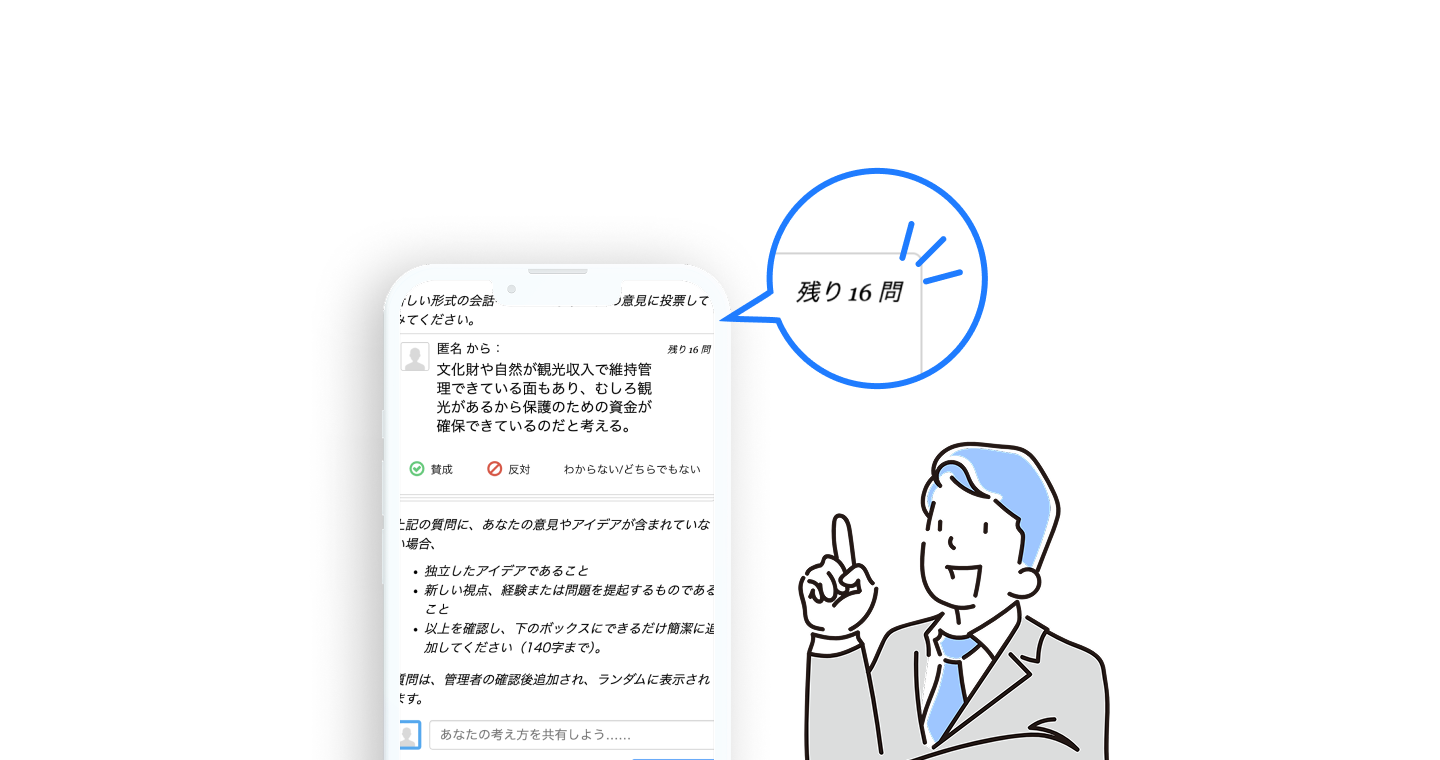 しい形式の会話
の意見に投票して
みてください。
匿名 から：
残り 16 問
文化財や自然が観光収入で維持管
理できている面もあり、むしろ観
光があるから保護のための資金が
確保できているのだと考える。
賛成
反対
わからない/どちらでもない
上記の質問に、あなたの意見やアイデアが含まれていな
い場合、
• 独立したアイデアであること
• 新しい視点、経験または問題を提起するものである
こと
• 以上を確認し、下のボックスにできるだけ簡潔に追
加してください（140字まで）。
質問は、管理者の確認後追加され、ランダムに表示され
ます。
あなたの考え方を共有しよう……
残り 16 問